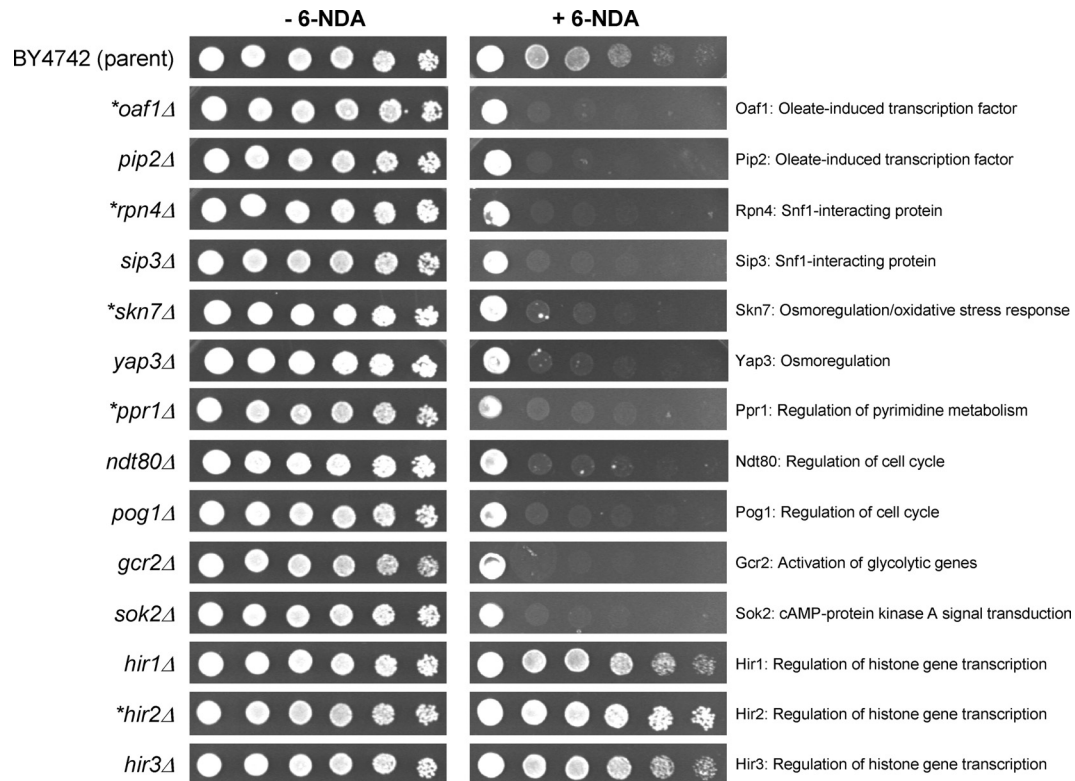 - 6-NDA + 6-NDA
BY4742 (parent)
*oaf1Δ Oaf1: Oleate-induced transcription factor
pip2Δ Pip2: Oleate-induced transcription factor
*rpn4Δ Rpn4: Snf1-interacting protein
sip3Δ Sip3: Snf1-interacting protein
*skn7Δ Skn7: Osmoregulation/oxidative stress response
yap3Δ Yap3: Osmoregulation
*ppr1Δ Ppr1: Regulation of pyrimidine metabolism
ndt80Δ Ndt80: Regulation of cell cycle
pog1Δ Pog1: Regulation of cell cycle
gcr2Δ Gcr2: Activation of glycolytic genes
sok2Δ Sok2: cAMP-protein kinase A signal transduction
hir1Δ Hir1: Regulation of histone gene transcription
*hir2Δ Hir2: Regulation of histone gene transcription
hir3Δ Hir3: Regulation of histone gene transcription